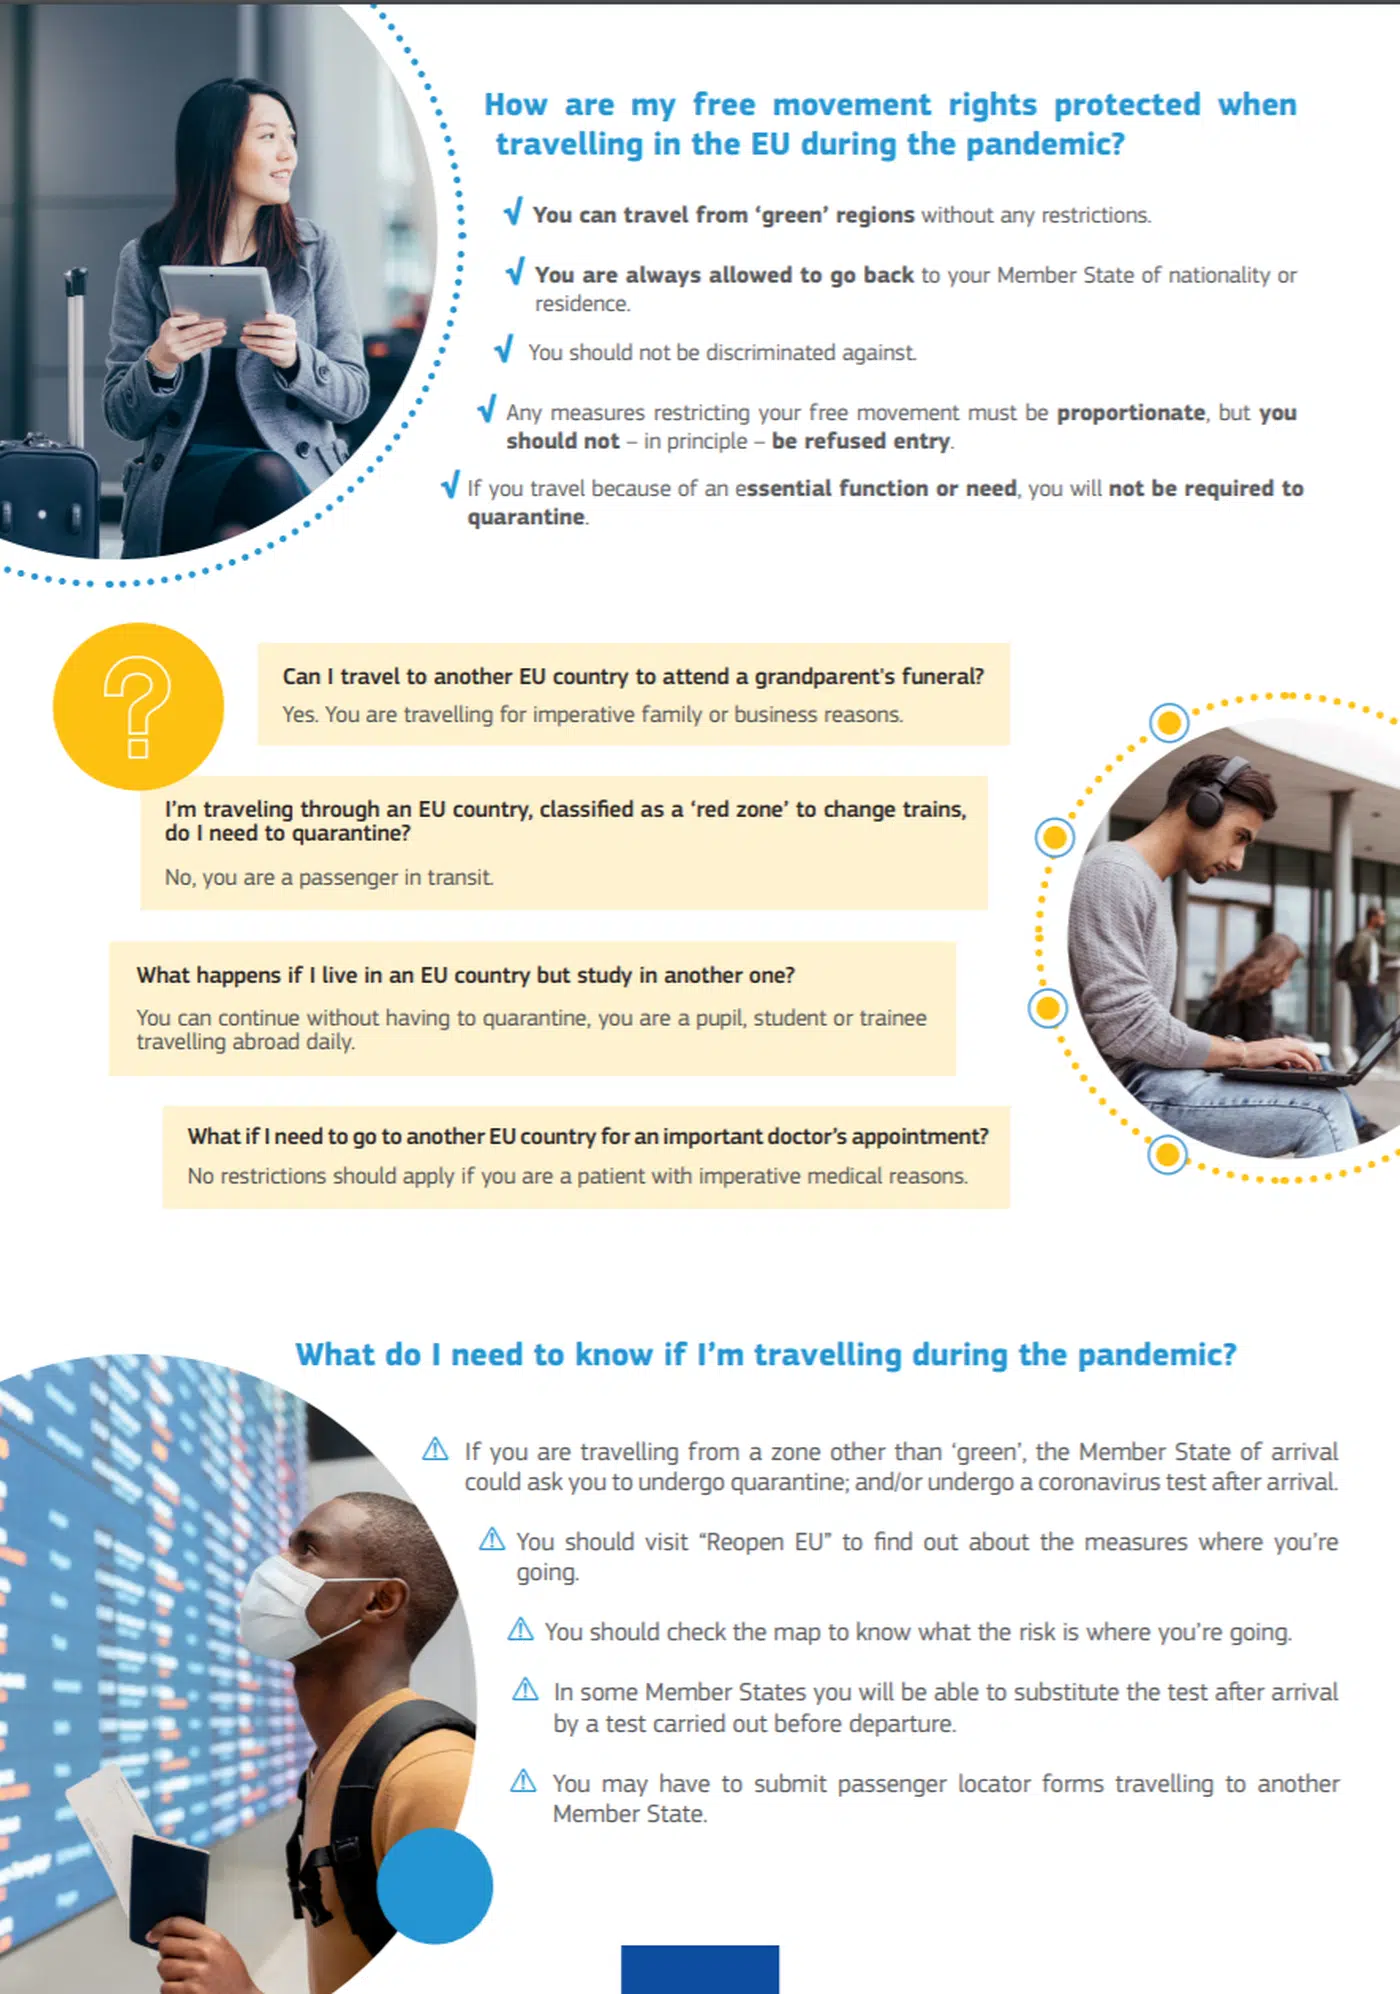 How are my free movement rights protected when
travelling in the EU during the pandemic?
√ You can travel from ‘green’ regions without any restrictions.
√ You are always allowed to go back to your Member State of nationality or
residence.
√ You should not be discriminated against.
√ Any measures restricting your free movement must be proportionate, but you
should not – in principle – be refused entry.
√ If you travel because of an essential function or need, you will not be required to
quarantine.
?
Can I travel to another EU country to attend a grandparent's funeral?
Yes. You are travelling for imperative family or business reasons.
I’m traveling through an EU country, classified as a ‘red zone’ to change trains,
do I need to quarantine?
No, you are a passenger in transit.
What happens if I live in an EU country but study in another one?
You can continue without having to quarantine, you are a pupil, student or trainee
travelling abroad daily.
What if I need to go to another EU country for an important doctor’s appointment?
No restrictions should apply if you are a patient with imperative medical reasons.
What do I need to know if I’m travelling during the pandemic?
⚠ If you are travelling from a zone other than ‘green’, the Member State of arrival
could ask you to undergo quarantine; and/or undergo a coronavirus test after arrival.
⚠ You should visit “Reopen EU” to find out about the measures where you’re
going.
⚠ You should check the map to know what the risk is where you’re going.
⚠ In some Member States you will be able to substitute the test after arrival
by a test carried out before departure.
⚠ You may have to submit passenger locator forms travelling to another
Member State.